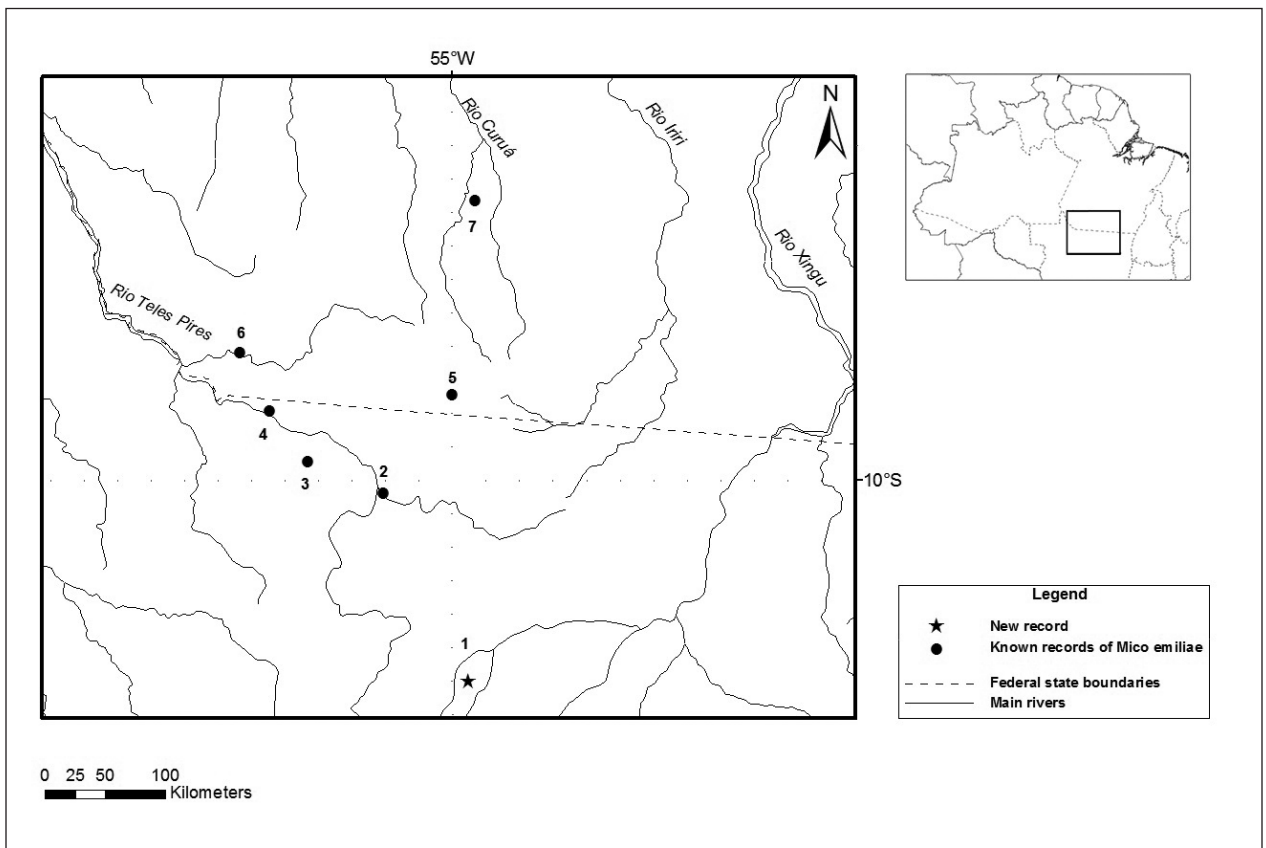 55°W
N
Rio Curuá
Rio Iriri
7
Rio Xingu
Rio Teles Pires
6
5
4
3
2
10°S
1
Legend
New record
Known records of Mico emiliae
Federal state boundaries
Main rivers
0 25 50 100
Kilometers